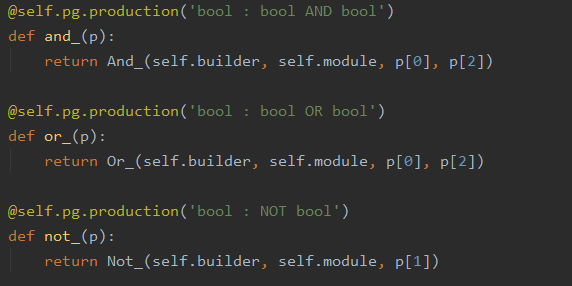 @self.pg.production('bool : bool AND bool')
def and_(p):
    return And_(self.builder, self.module, p[0], p[2])
@self.pg.production('bool : bool OR bool')
def or_(p):
    return Or_(self.builder, self.module, p[0], p[2])
@self.pg.production('bool : NOT bool')
def not_(p):
    return Not_(self.builder, self.module, p[1])